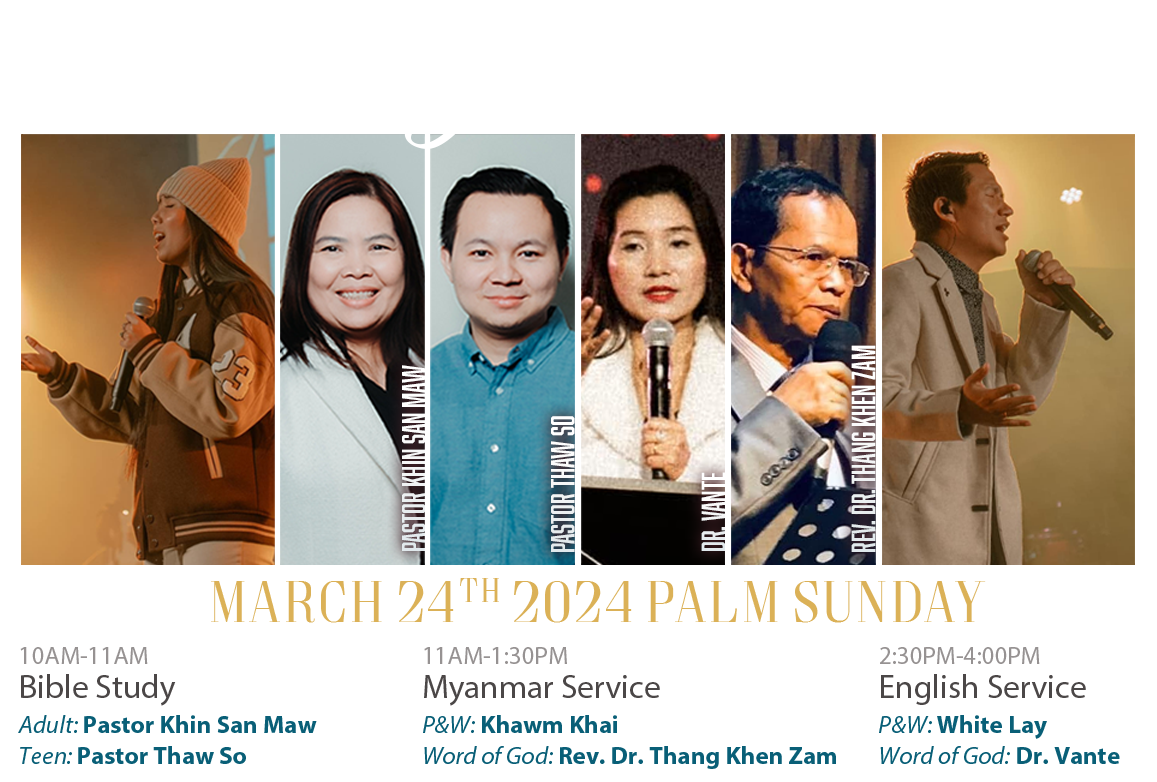 PASTOR KHIN SAN MAW
PASTOR THAW SO
DR. VANTE
REV. DR. THANG KHEN ZAM
MARCH 24TH 2024 PALM SUNDAY
10AM-11AM
Bible Study
Adult: Pastor Khin San Maw
Teen: Pastor Thaw So
11AM-1:30PM
Myanmar Service
P&W: Khawm Khai
Word of God: Rev. Dr. Thang Khen Zam
2:30PM-4:00PM
English Service
P&W: White Lay
Word of God: Dr. Vante